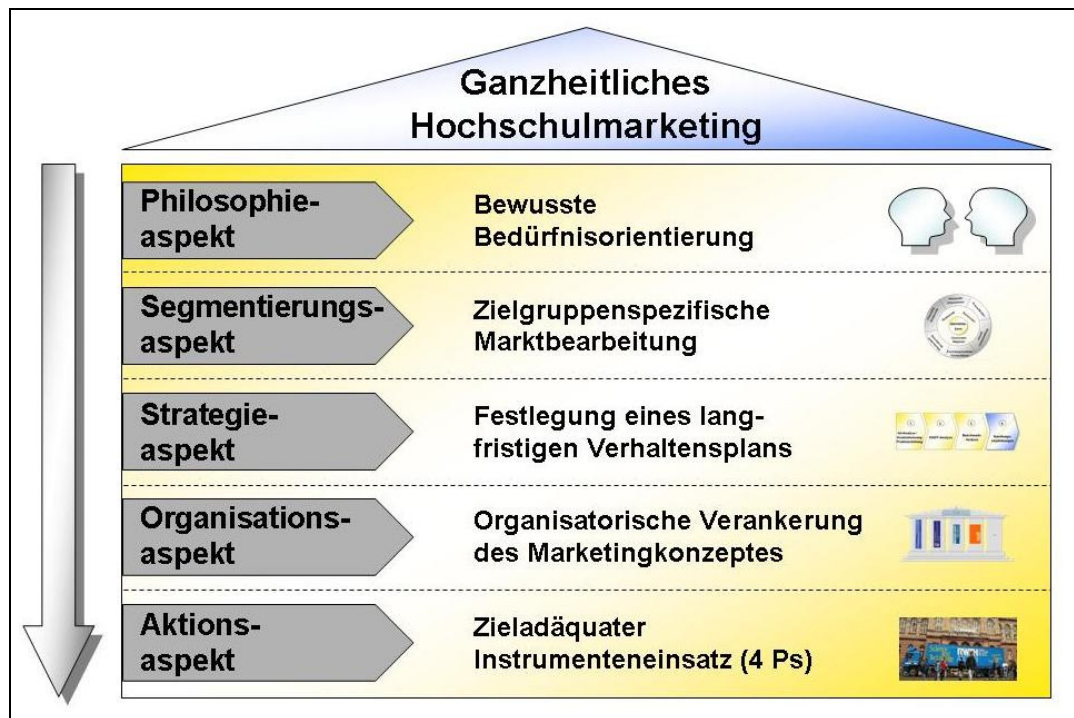 Ganzheitliches
Hochschulmarketing
Philosophie-
aspekt
Bewusste
Bedürfnisorientierung
Segmentierungs-
aspekt
Zielgruppenspezifische
Marktbearbeitung
Strategie-
aspekt
Festlegung eines lang-
fristigen Verhaltensplans
Organisations-
aspekt
Organisatorische Verankerung
des Marketingkonzeptes
Aktions-
aspekt
Zieladäquater
Instrumenteneinsatz (4 Ps)